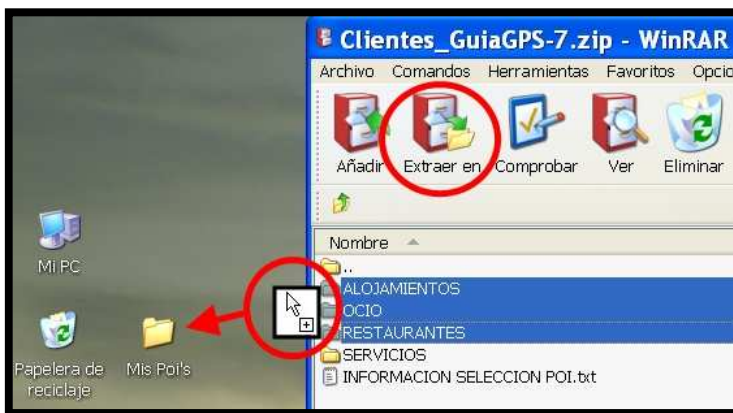 Clientes_GuiaGPS-7.zip - WinRAR
Archivo Comandos Herramientas Favoritos Opcio
Añadir Extraer en Comprobar Ver Eliminar
Nombre
..
ALOJAMIENTOS
OCIO
RESTAURANTES
SERVICIOS
INFORMACION SELECCION POI.txt
Mi PC
Papelera de reciclaje
Mis Poi's